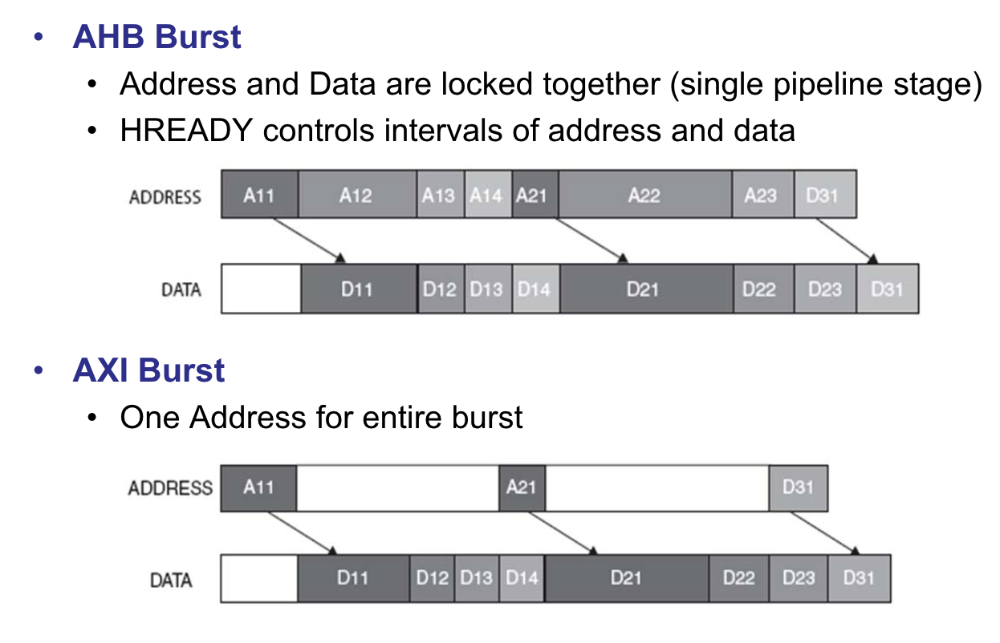 • AHB Burst
• Address and Data are locked together (single pipeline stage)
• HREADY controls intervals of address and data
ADDRESS A11 A12 A13 A14 A21 A22 A23 D31
DATA D11 D12 D13 D14 D21 D22 D23 D31
• AXI Burst
• One Address for entire burst
ADDRESS A11 A21 D31
DATA D11 D12 D13 D14 D21 D22 D23 D31